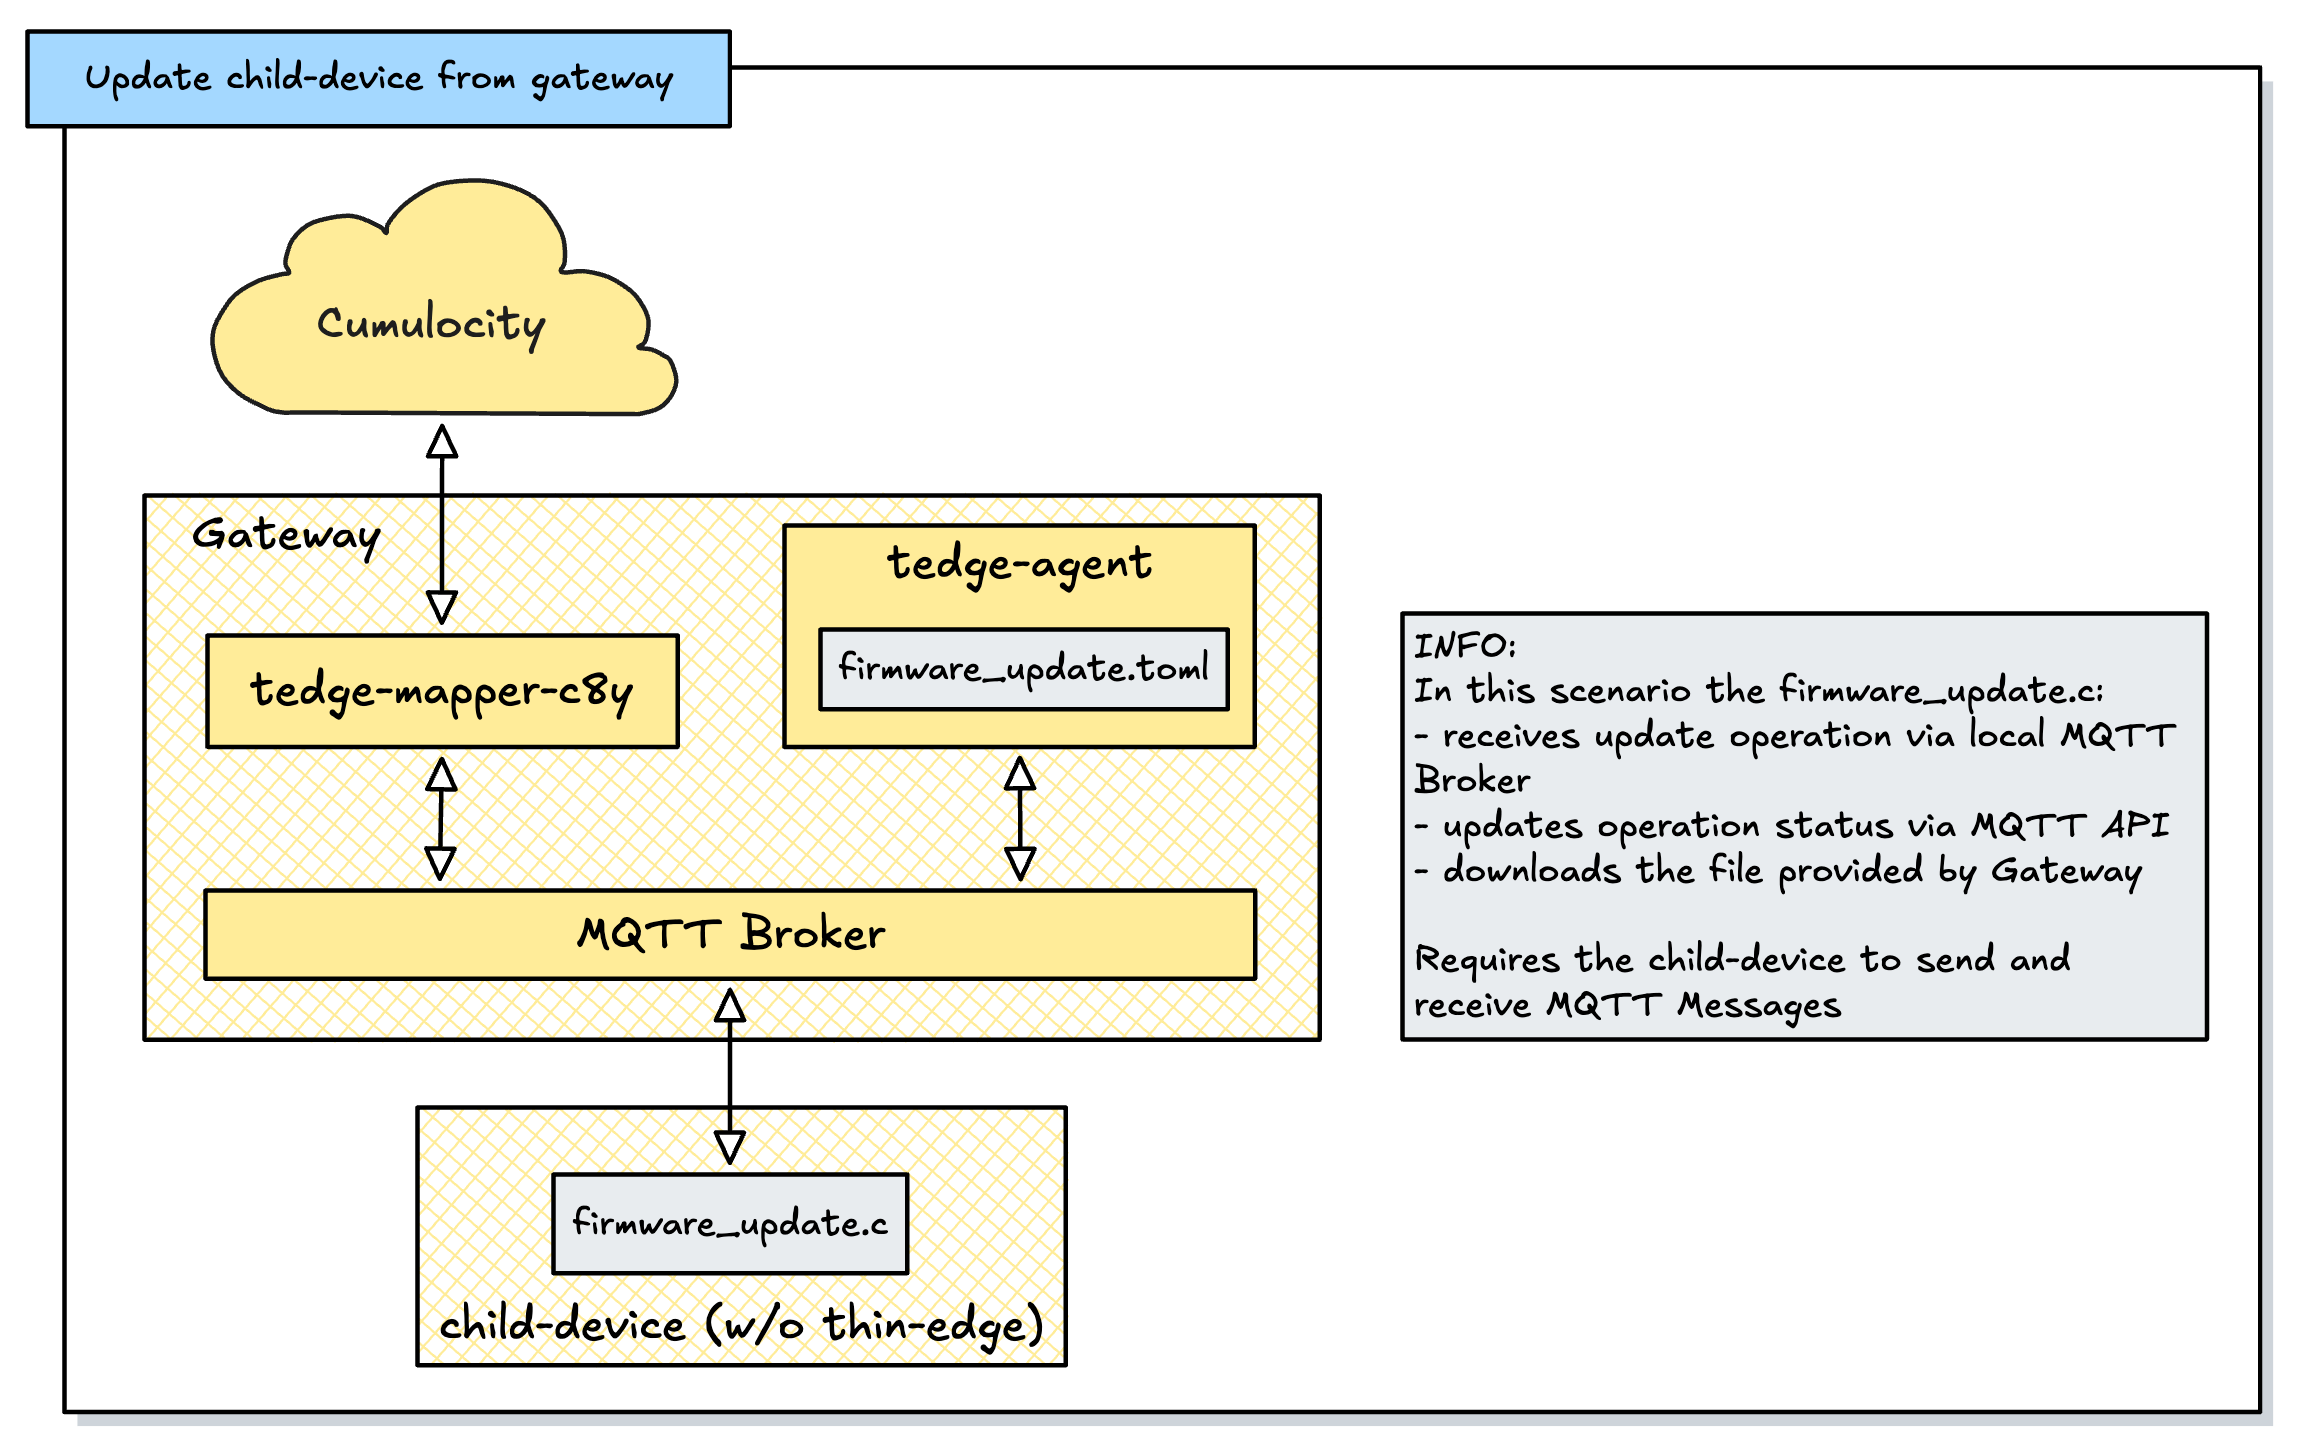 Update child-device from gateway
Cumulocity
Gateway
tedge-agent
firmware_update.toml
tedge-mapper-c8y
MQTT Broker
firmware_update.c
child-device (w/o thin-edge)
INFO:
In this scenario the firmware_update.c:
- receives update operation via local MQTT
Broker
- updates operation status via MQTT API
- downloads the file provided by Gateway
Requires the child-device to send and
receive MQTT Messages